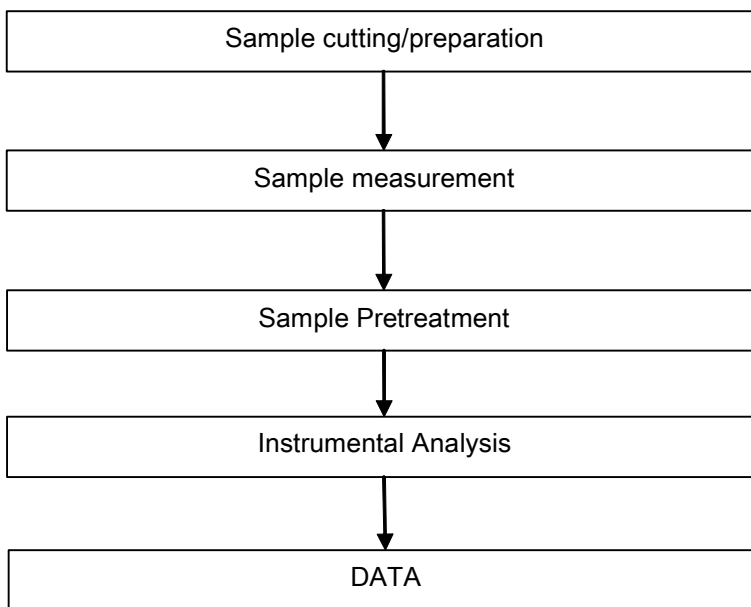 Sample cutting/preparation
Sample measurement
Sample Pretreatment
Instrumental Analysis
DATA